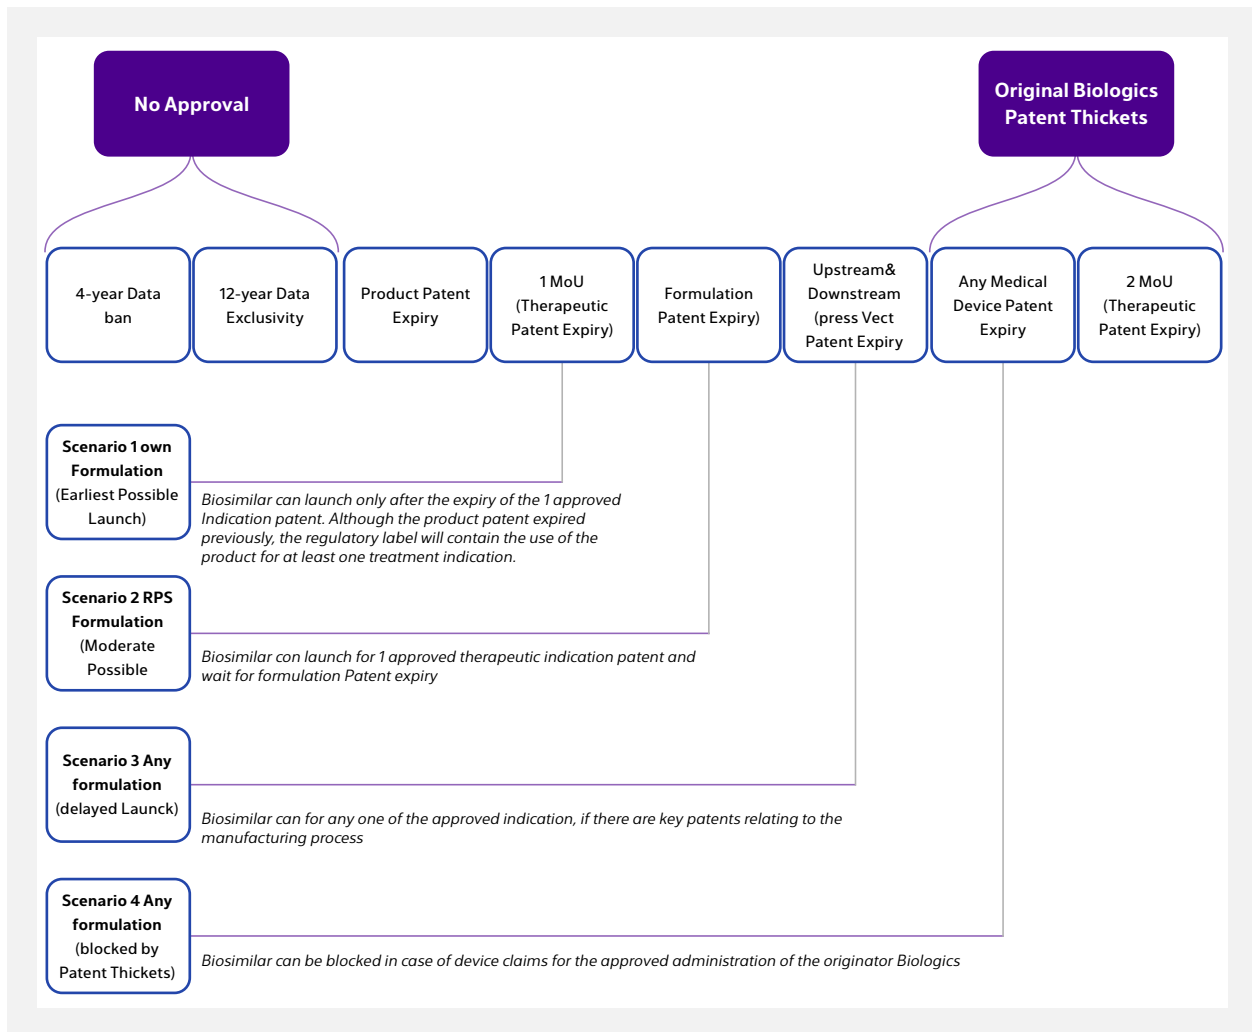 No Approval
Original Biologics
Patent Thickets
4-year Data
ban
12-year Data
Exclusivity
Product Patent
Expiry
1 MoU
(Therapeutic
Patent Expiry)
Formulation
Patent Expiry)
Upstream&
Downstream
(press Vect
Patent Expiry
Any Medical
Device Patent
Expiry
2 MoU
(Therapeutic
Patent Expiry)
Scenario 1 own
Formulation
(Earliest Possible
Launch)
Biosimilar can launch only after the expiry of the 1 approved
Indication patent. Although the product patent expired
previously, the regulatory label will contain the use of the
product for at least one treatment indication.
Scenario 2 RPS
Formulation
(Moderate
Possible
Biosimilar con launch for 1 approved therapeutic indication patent and
wait for formulation Patent expiry
Scenario 3 Any
formulation
(delayed Launck)
Biosimilar can for any one of the approved indication, if there are key patents relating to the
manufacturing process
Scenario 4 Any
formulation
(blocked by
Patent Thickets)
Biosimilar can be blocked in case of device claims for the approved administration of the originator Biologics